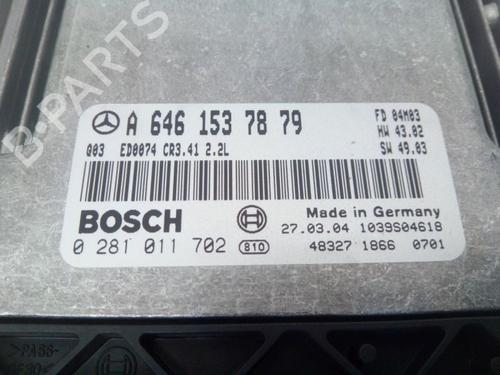 A 646 153 78 79
FD 04M03
HW 43.02
G03 ED0074 CR3.41 2.2L
SW 49.03
BOSCH
Made in Germany
0 281 011 702 810
27.03.04 1039S04618
48327 1866 0701
B-PARTS